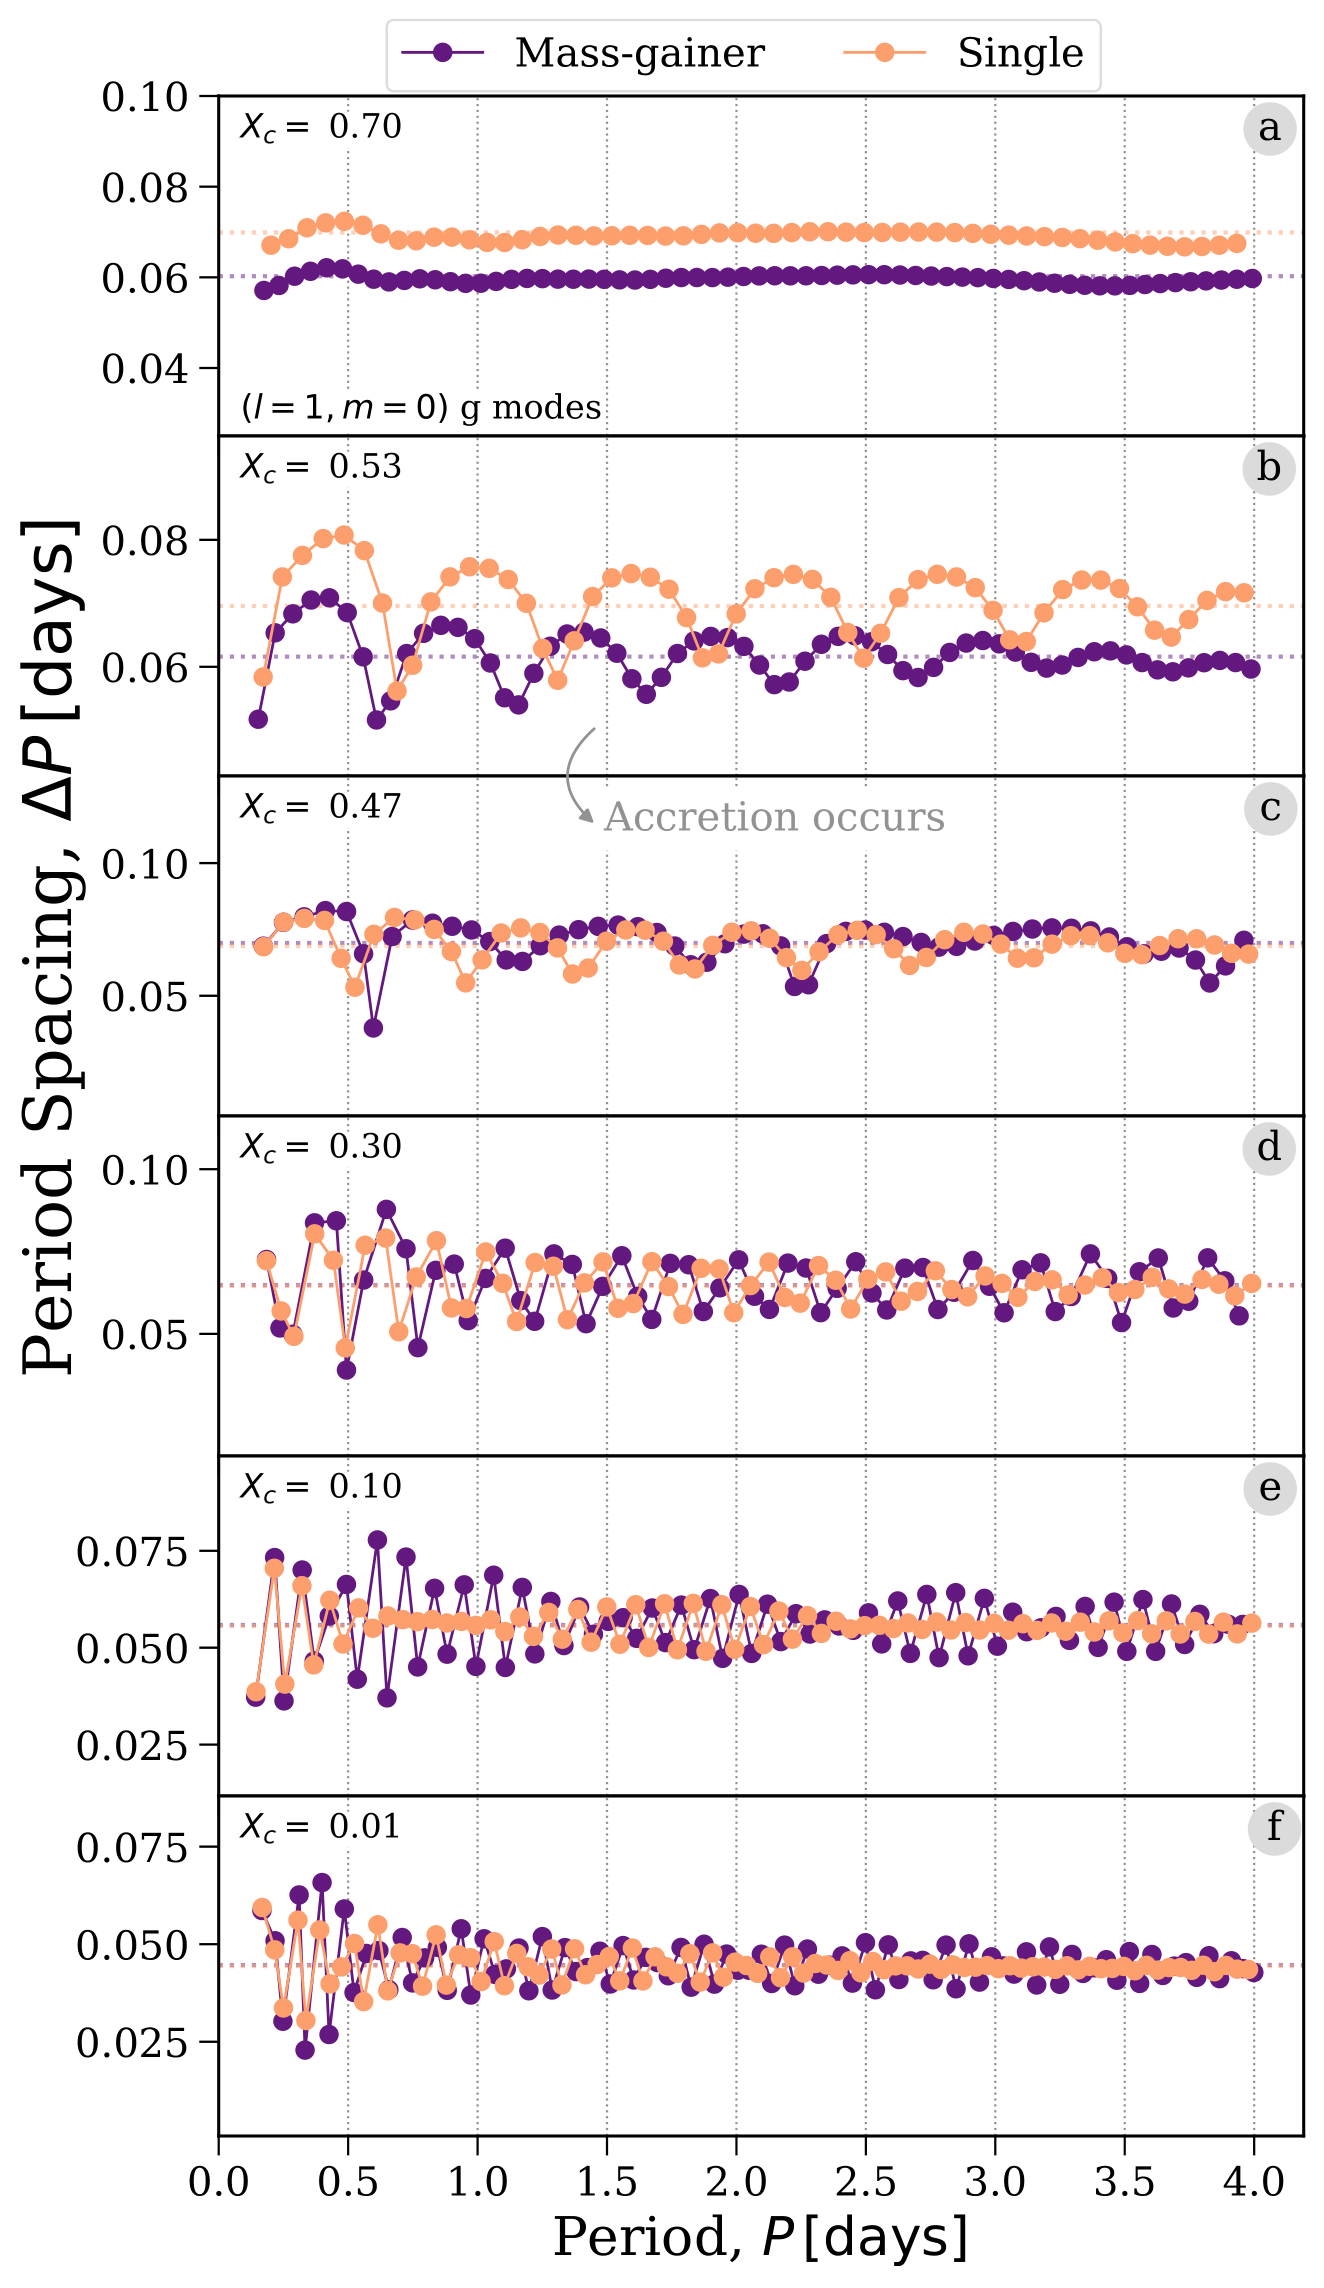 Mass-gainer Single
Period Spacing, ΔP [days]
0.10
0.08
0.06
0.04
X_c = 0.70
a
(l = 1, m = 0) g modes
0.08
0.06
X_c = 0.53
b
0.10
0.05
X_c = 0.47
c
Accretion occurs
0.10
0.05
X_c = 0.30
d
0.075
0.050
0.025
X_c = 0.10
e
0.075
0.050
0.025
X_c = 0.01
f
0.0 0.5 1.0 1.5 2.0 2.5 3.0 3.5 4.0
Period, P [days]